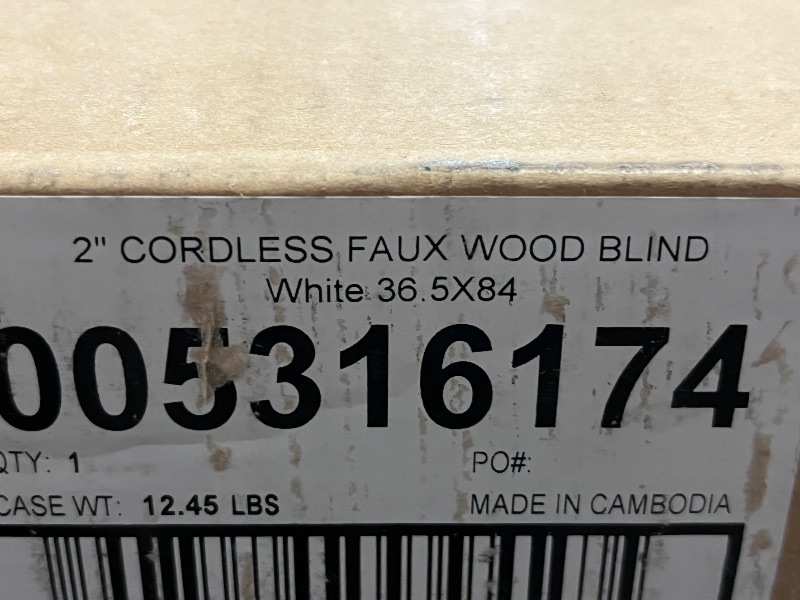 2" CORDLESS FAUX WOOD BLIND
White 36.5X84
005316174
QTY: 1 PO#:
CASE WT: 12.45 LBS MADE IN CAMBODIA